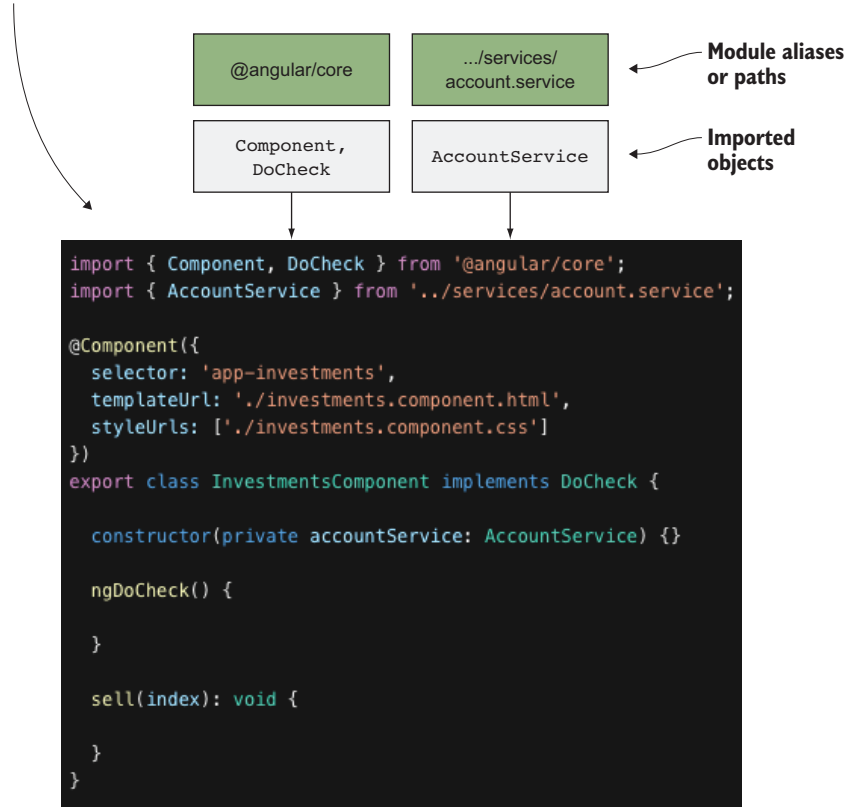 @angular/core
.../services/
account.service
Module aliases
or paths
Component,
DoCheck
AccountService
Imported
objects
import { Component, DoCheck } from '@angular/core';
import { AccountService } from '../services/account.service';
@Component({
  selector: 'app-investments',
  templateUrl: './investments.component.html',
  styleUrls: ['./investments.component.css']
})
export class InvestmentsComponent implements DoCheck {
  constructor(private accountService: AccountService) {}
  ngDoCheck() {
  }
  sell(index): void {
  }
}